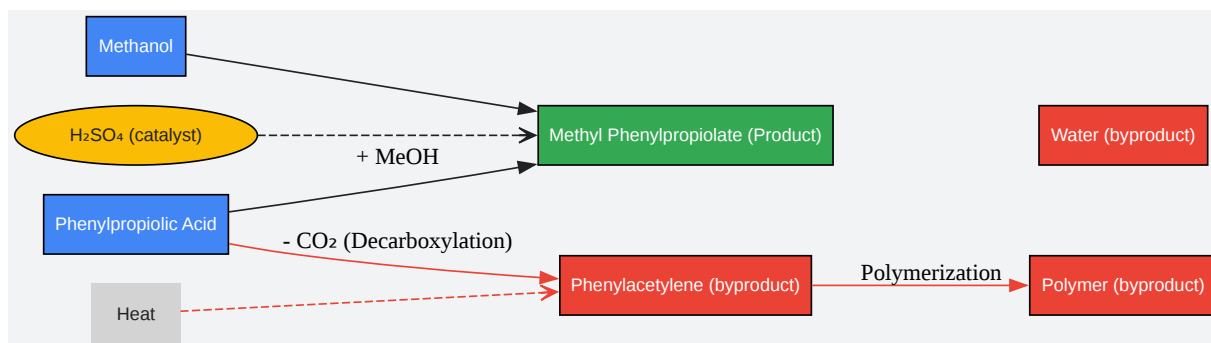 Methanol
H₂SO₄ (catalyst)
+ MeOH
Methyl Phenylpropiolate (Product)
Water (byproduct)
Phenylpropiolic Acid
- CO₂ (Decarboxylation)
Phenylacetylene (byproduct)
Polymerization
Polymer (byproduct)
Heat